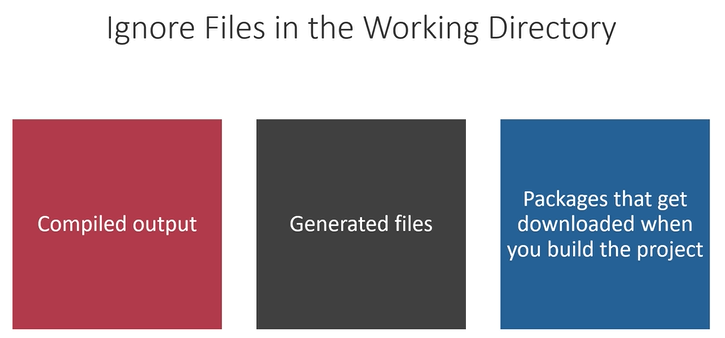 Ignore Files in the Working Directory
Compiled output
Generated files
Packages that get
downloaded when
you build the project